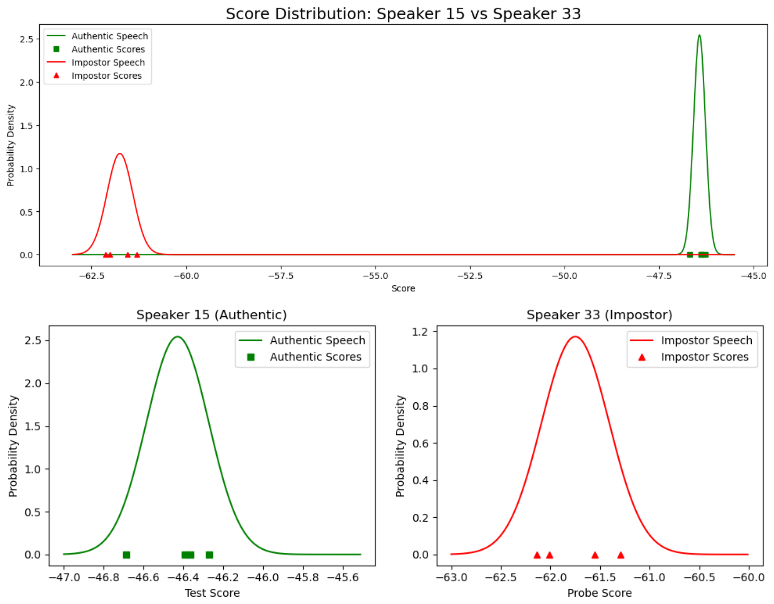 Score Distribution: Speaker 15 vs Speaker 33
Authentic Speech
Authentic Scores
Impostor Speech
Impostor Scores
Probability Density
2.5
2.0
1.5
1.0
0.5
0.0
−62.5 −60.0 −57.5 −55.0 −52.5 −50.0 −47.5 −45.0
Score
Speaker 15 (Authentic)
Authentic Speech
Authentic Scores
Probability Density
2.5
2.0
1.5
1.0
0.5
0.0
−47.0 −46.8 −46.6 −46.4 −46.2 −46.0 −45.8 −45.6
Test Score
Speaker 33 (Impostor)
Impostor Speech
Impostor Scores
Probability Density
1.2
1.0
0.8
0.6
0.4
0.2
0.0
−63.0 −62.5 −62.0 −61.5 −61.0 −60.5 −60.0
Probe Score